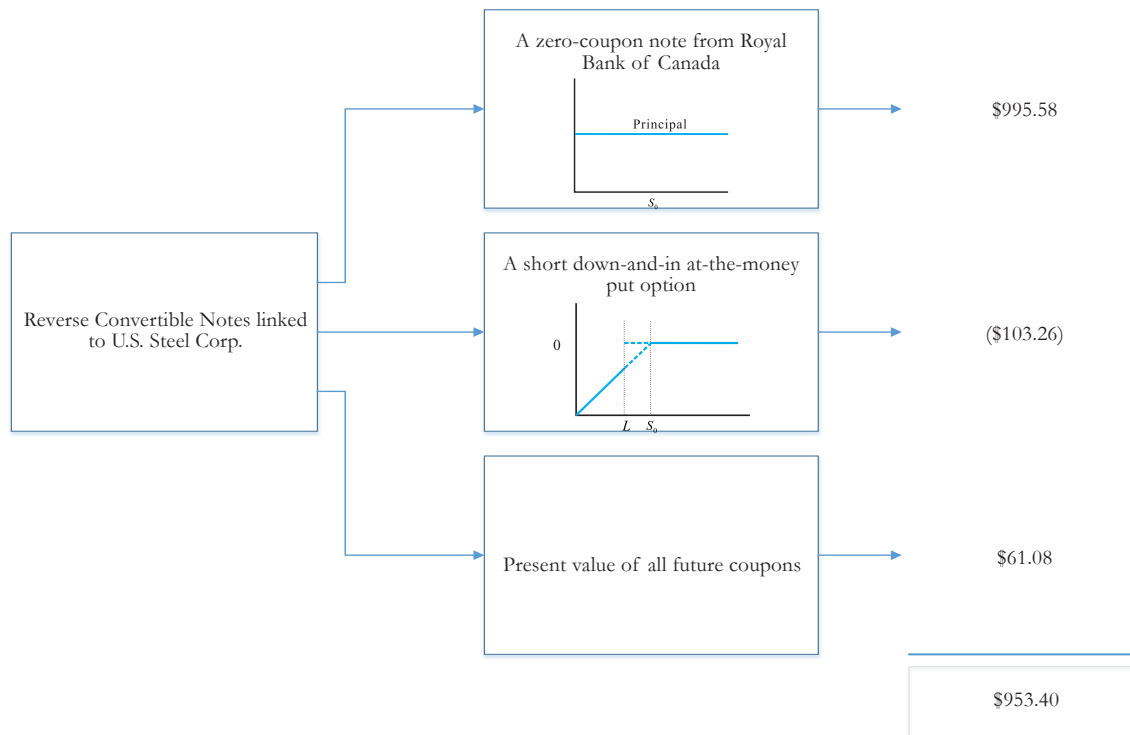 A zero-coupon note from Royal
Bank of Canada
Principal
S₀
$995.58
Reverse Convertible Notes linked
to U.S. Steel Corp.
A short down-and-in at-the-money
put option
0
L S₀
($103.26)
Present value of all future coupons
$61.08
$953.40